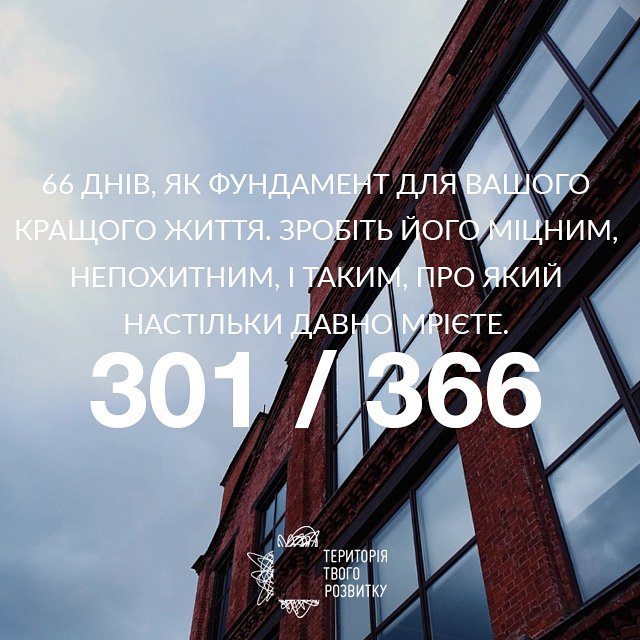 66 ДНІВ, ЯК ФУНДАМЕНТ ДЛЯ ВАШОГО
КРАЩОГО ЖИТТЯ. ЗРОБІТЬ ЙОГО МІЦНИМ,
НЕПОХИТНИМ, І ТАКИМ, ПРО ЯКИЙ
НАСТІЛЬКИ ДАВНО МРІЄТЕ.
301 / 366
ТЕРИТОРІЯ
ТВОГО
РОЗВИТКУ